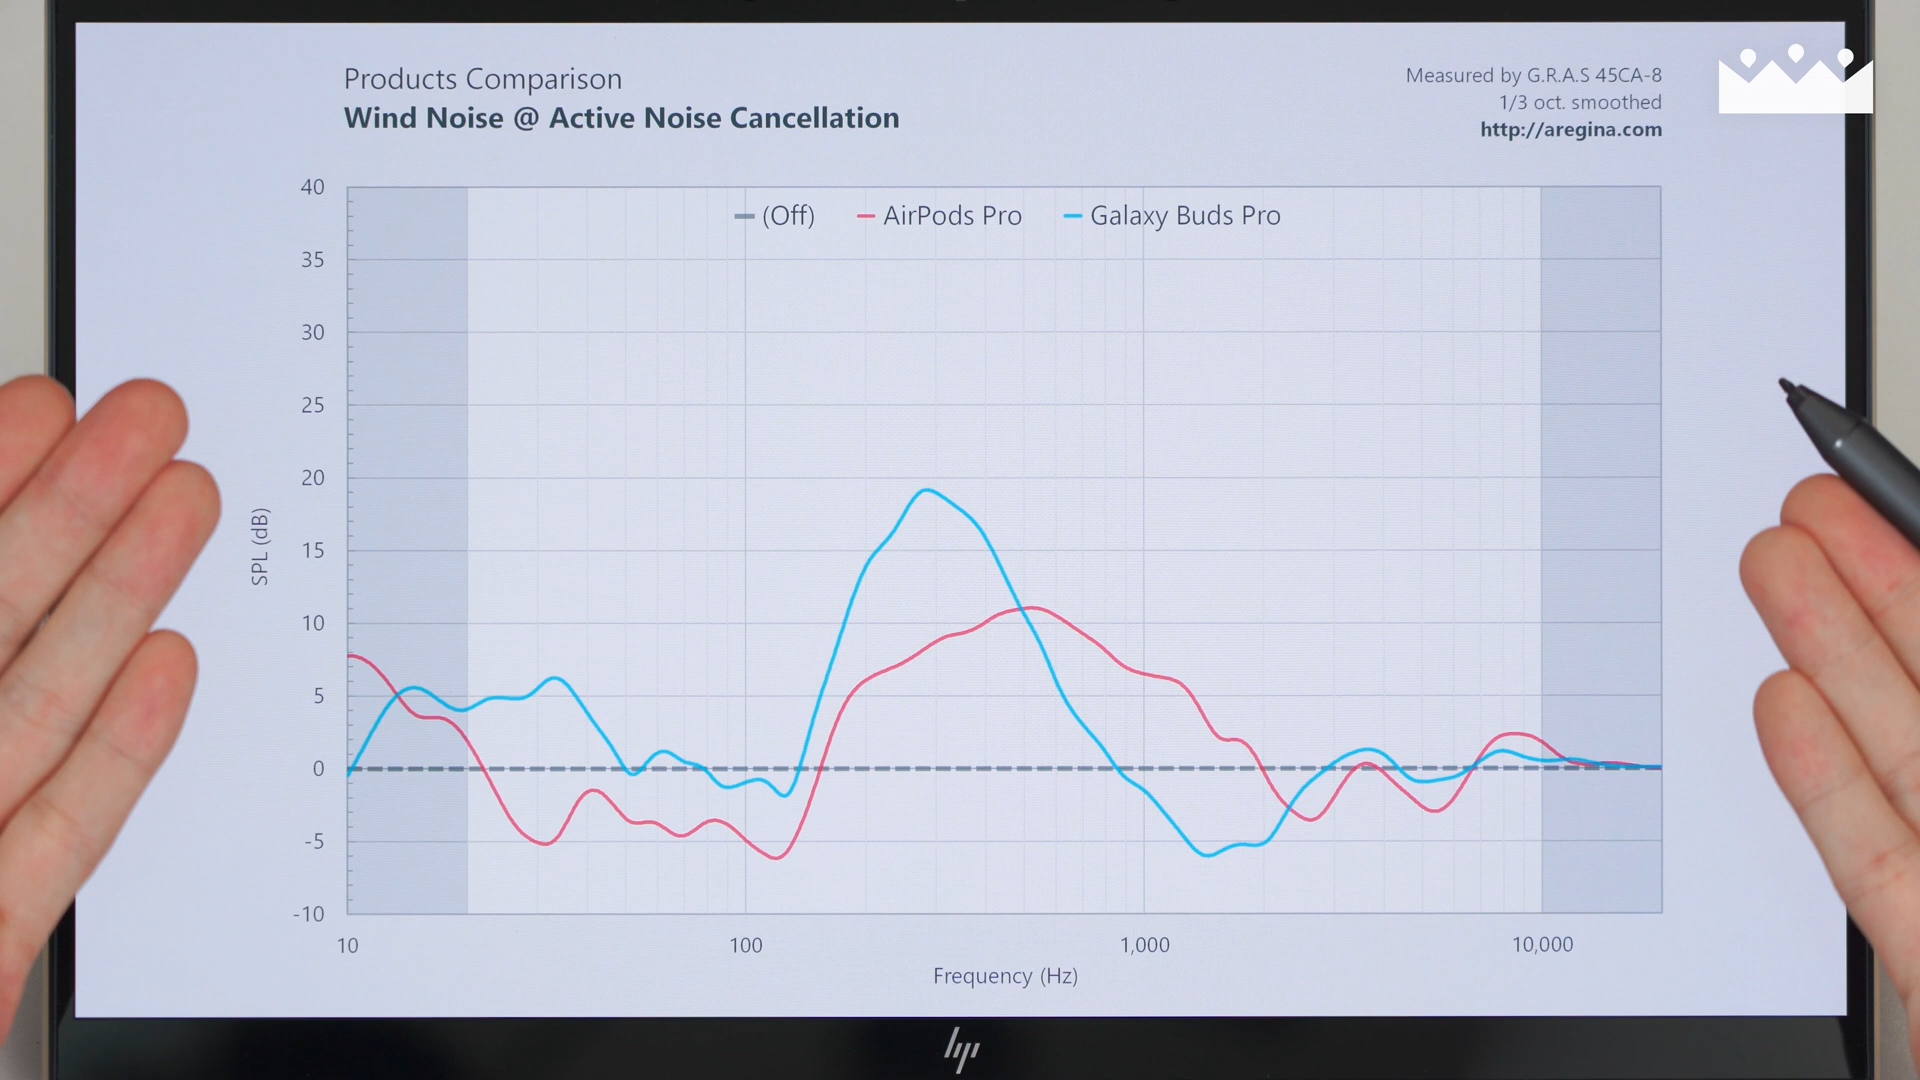 Products Comparison
Wind Noise @ Active Noise Cancellation
Measured by G.R.A.S 45CA-8
1/3 oct. smoothed
http://aregina.com
(Off) AirPods Pro Galaxy Buds Pro
40
35
30
25
20
15
10
5
0
-5
-10
SPL (dB)
10 100 1,000 10,000
Frequency (Hz)
hp